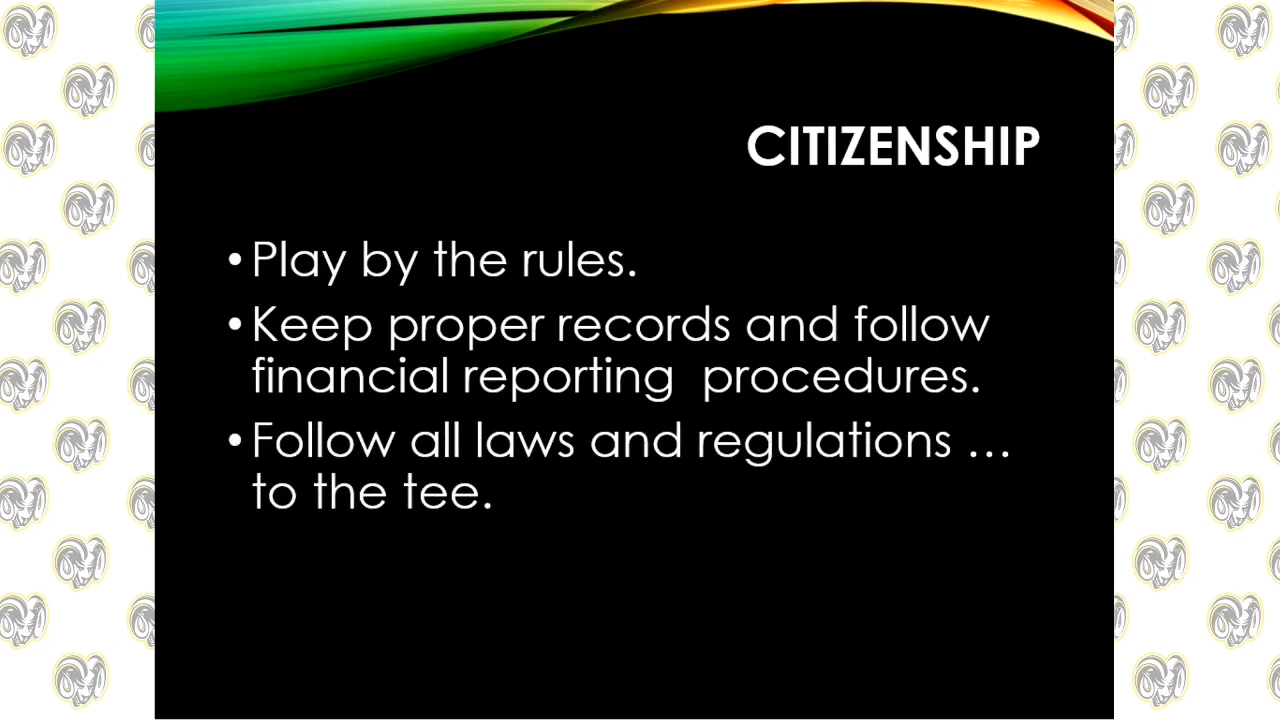 CITIZENSHIP
• Play by the rules.
• Keep proper records and follow
financial reporting  procedures.
• Follow all laws and regulations …
to the tee.